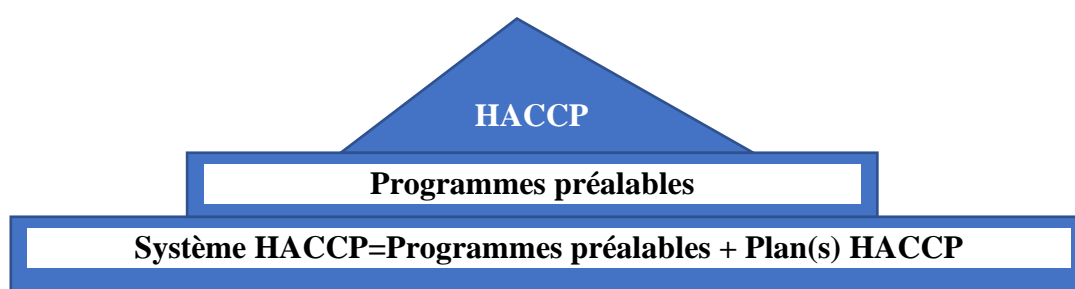 HACCP
Programmes préalables
Système HACCP=Programmes préalables + Plan(s) HACCP